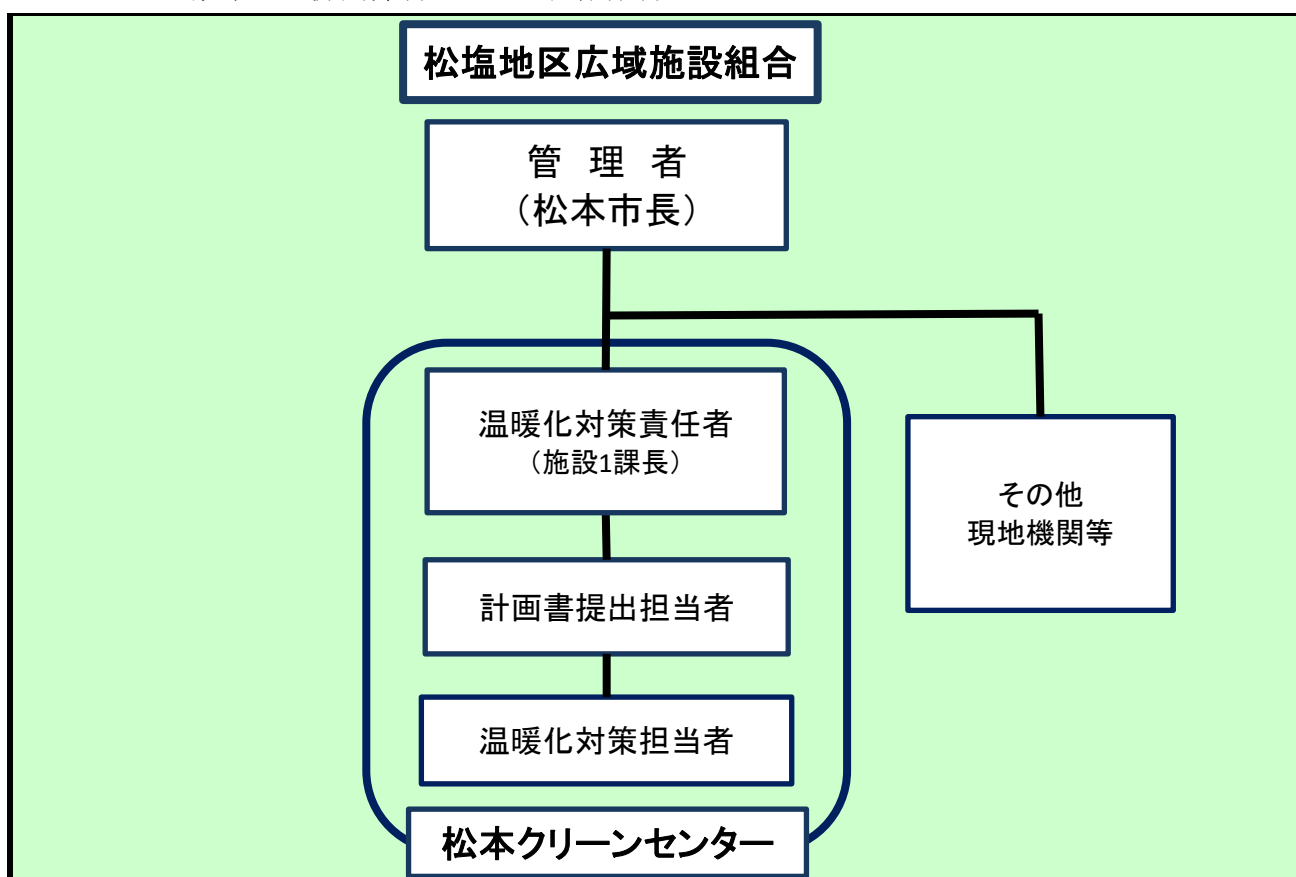 松塩地区広域施設組合
管　理　者
（松本市長）
温暖化対策責任者
（施設1課長）
その他
現地機関等
計画書提出担当者
温暖化対策担当者
松本クリーンセンター